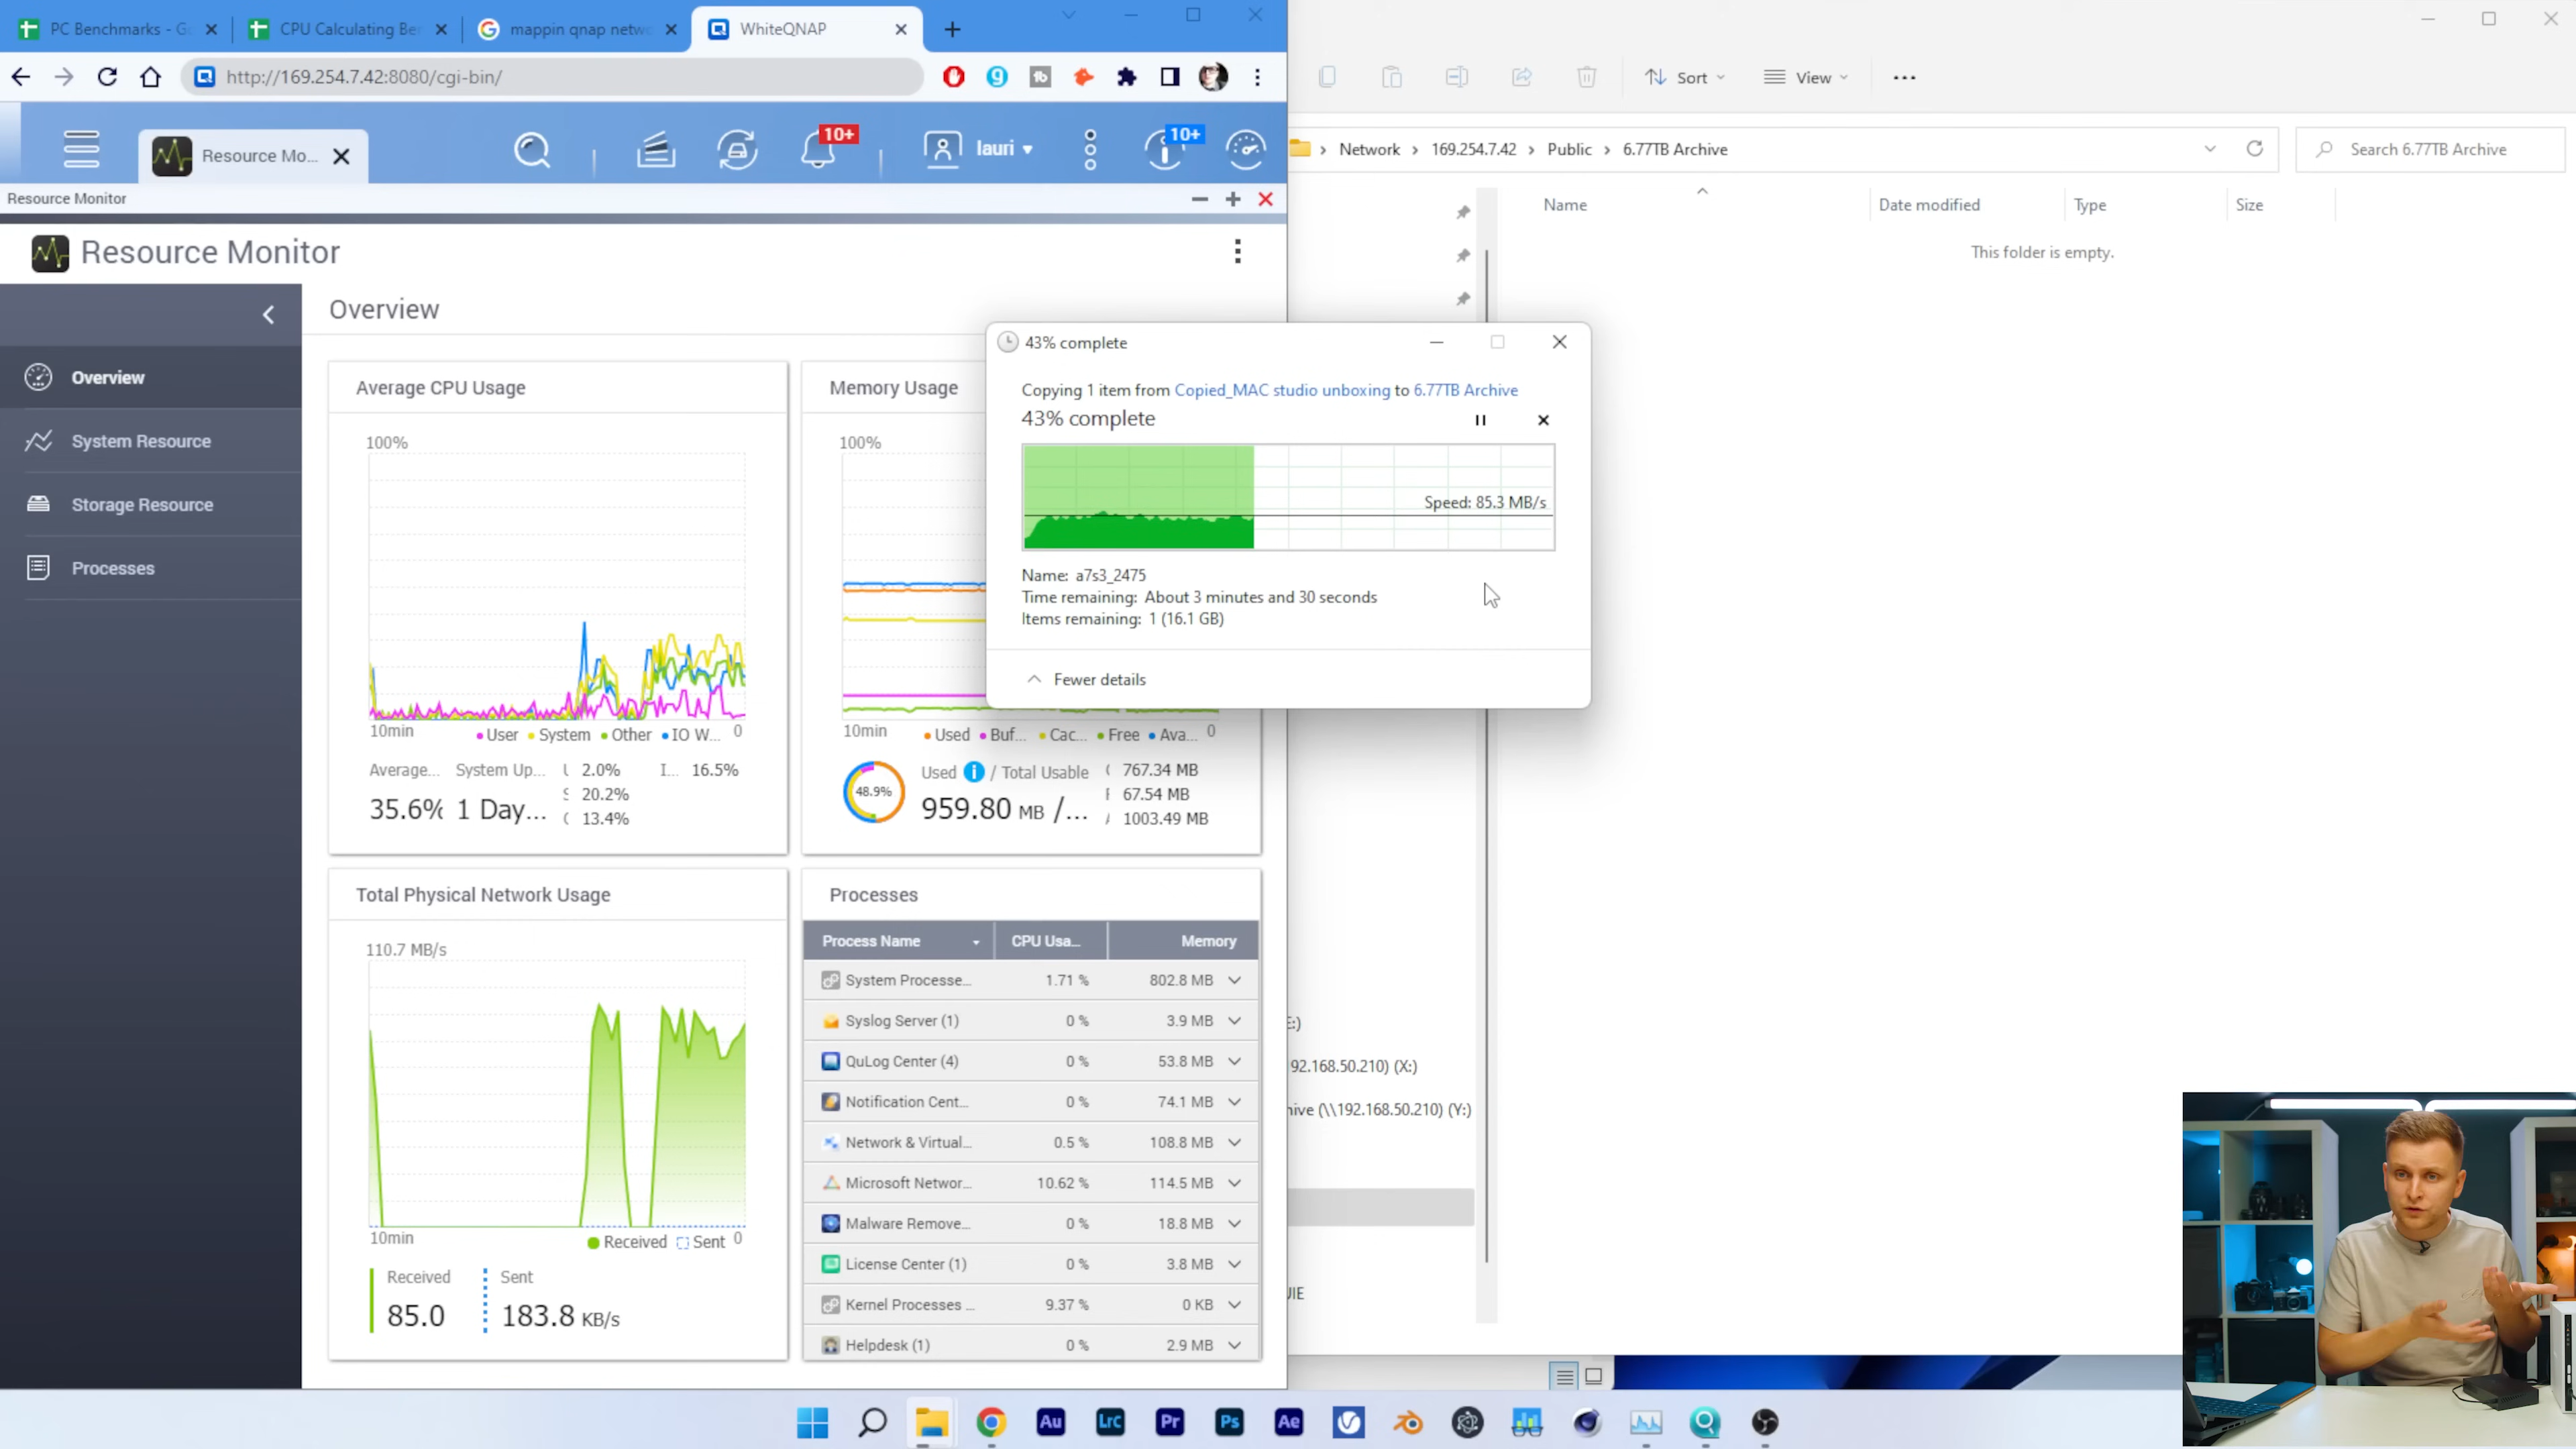 PC Benchmarks - Go
CPU Calculating Ber
mappin qnap netwo
WhiteQNAP
http://169.254.7.42:8080/cgi-bin/
Resource Mo...
10+
lauri
10+
Resource Monitor
Resource Monitor
Overview
Overview
System Resource
Storage Resource
Processes
Average CPU Usage
100%
10min
User System Other IO W... 0
Average... System Up... 2.0% I... 16.5%
35.6% 1 Day... 20.2%
13.4%
Memory Usage
100%
10min
Used Buf... Cac... Free Ava... 0
48.9%
Used / Total Usable 767.34 MB
959.80 MB /... 67.54 MB
1003.49 MB
Total Physical Network Usage
110.7 MB/s
10min
Received Sent 0
Received Sent
85.0 183.8 KB/s
Processes
Process Name CPU Usa... Memory
System Processe... 1.71 % 802.8 MB
Syslog Server (1) 0 % 3.9 MB
QuLog Center (4) 0 % 53.8 MB
Notification Cent... 0 % 74.1 MB
Network & Virtual... 0.5 % 108.8 MB
Microsoft Networ... 10.62 % 114.5 MB
Malware Remove... 0 % 18.8 MB
License Center (1) 0 % 3.8 MB
Kernel Processes ... 9.37 % 0 KB
Helpdesk (1) 0 % 2.9 MB
43% complete
Copying 1 item from Copied_MAC studio unboxing to 6.77TB Archive
43% complete
Speed: 85.3 MB/s
Name: a7s3_2475
Time remaining: About 3 minutes and 30 seconds
Items remaining: 1 (16.1 GB)
Fewer details
Sort View
Network > 169.254.7.42 > Public > 6.77TB Archive
Search 6.77TB Archive
Name Date modified Type Size
This folder is empty.
E:)
92.168.50.210) (X:)
hive (\\192.168.50.210) (Y:)
Au LrC Pr Ps Ae